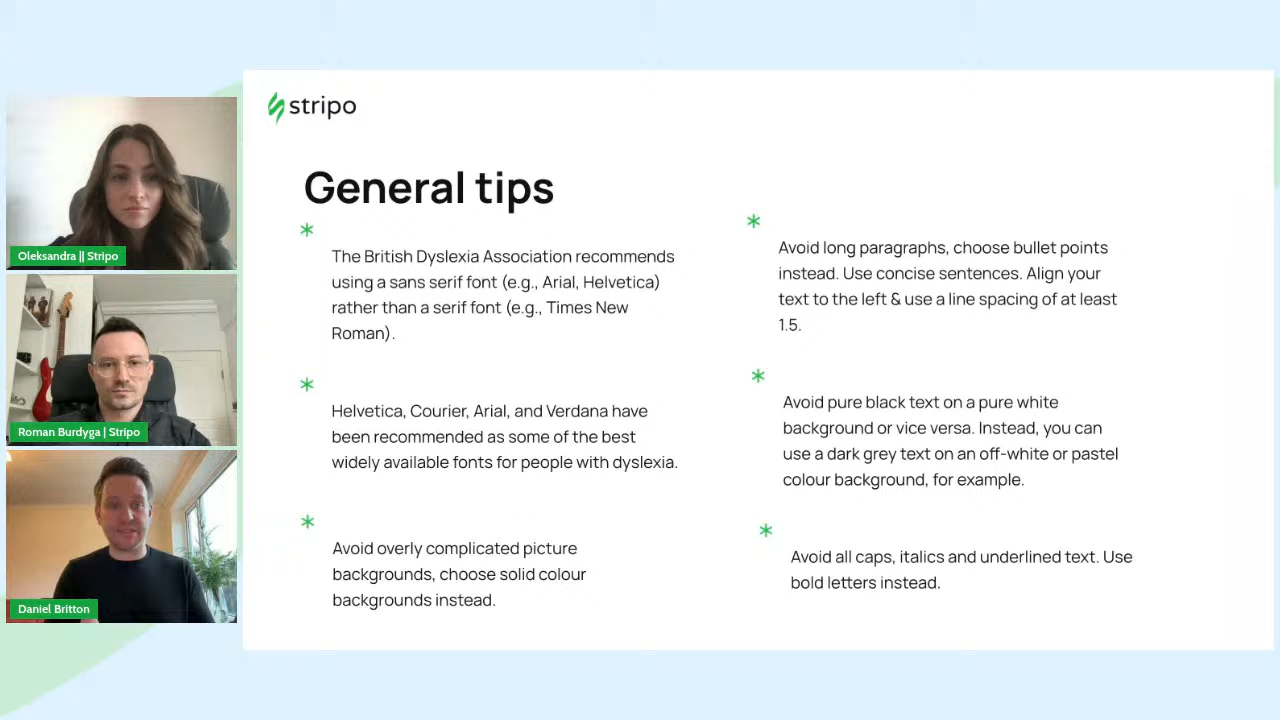 Oleksandra || Stripo
Roman Burdyga | Stripo
Daniel Britton
stripo
General tips
The British Dyslexia Association recommends
using a sans serif font (e.g., Arial, Helvetica)
rather than a serif font (e.g., Times New
Roman).
Helvetica, Courier, Arial, and Verdana have
been recommended as some of the best
widely available fonts for people with dyslexia.
Avoid overly complicated picture
backgrounds, choose solid colour
backgrounds instead.
Avoid long paragraphs, choose bullet points
instead. Use concise sentences. Align your
text to the left & use a line spacing of at least
1.5.
Avoid pure black text on a pure white
background or vice versa. Instead, you can
use a dark grey text on an off-white or pastel
colour background, for example.
Avoid all caps, italics and underlined text. Use
bold letters instead.